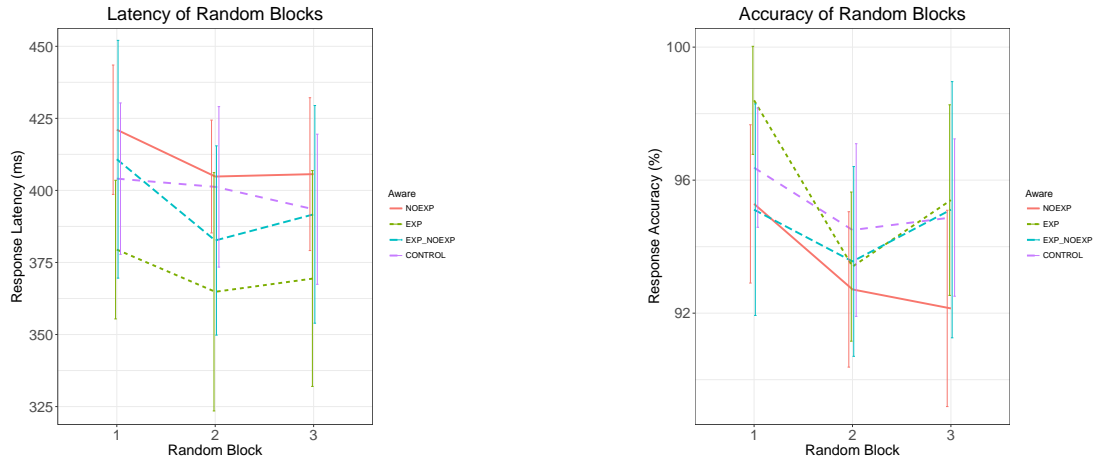 Latency of Random Blocks
450
425
400
375
350
325
Response Latency (ms)
1 2 3
Random Block
Aware
NOEXP
EXP
EXP_NOEXP
CONTROL
Accuracy of Random Blocks
100
96
92
Response Accuracy (%)
1 2 3
Random Block
Aware
NOEXP
EXP
EXP_NOEXP
CONTROL